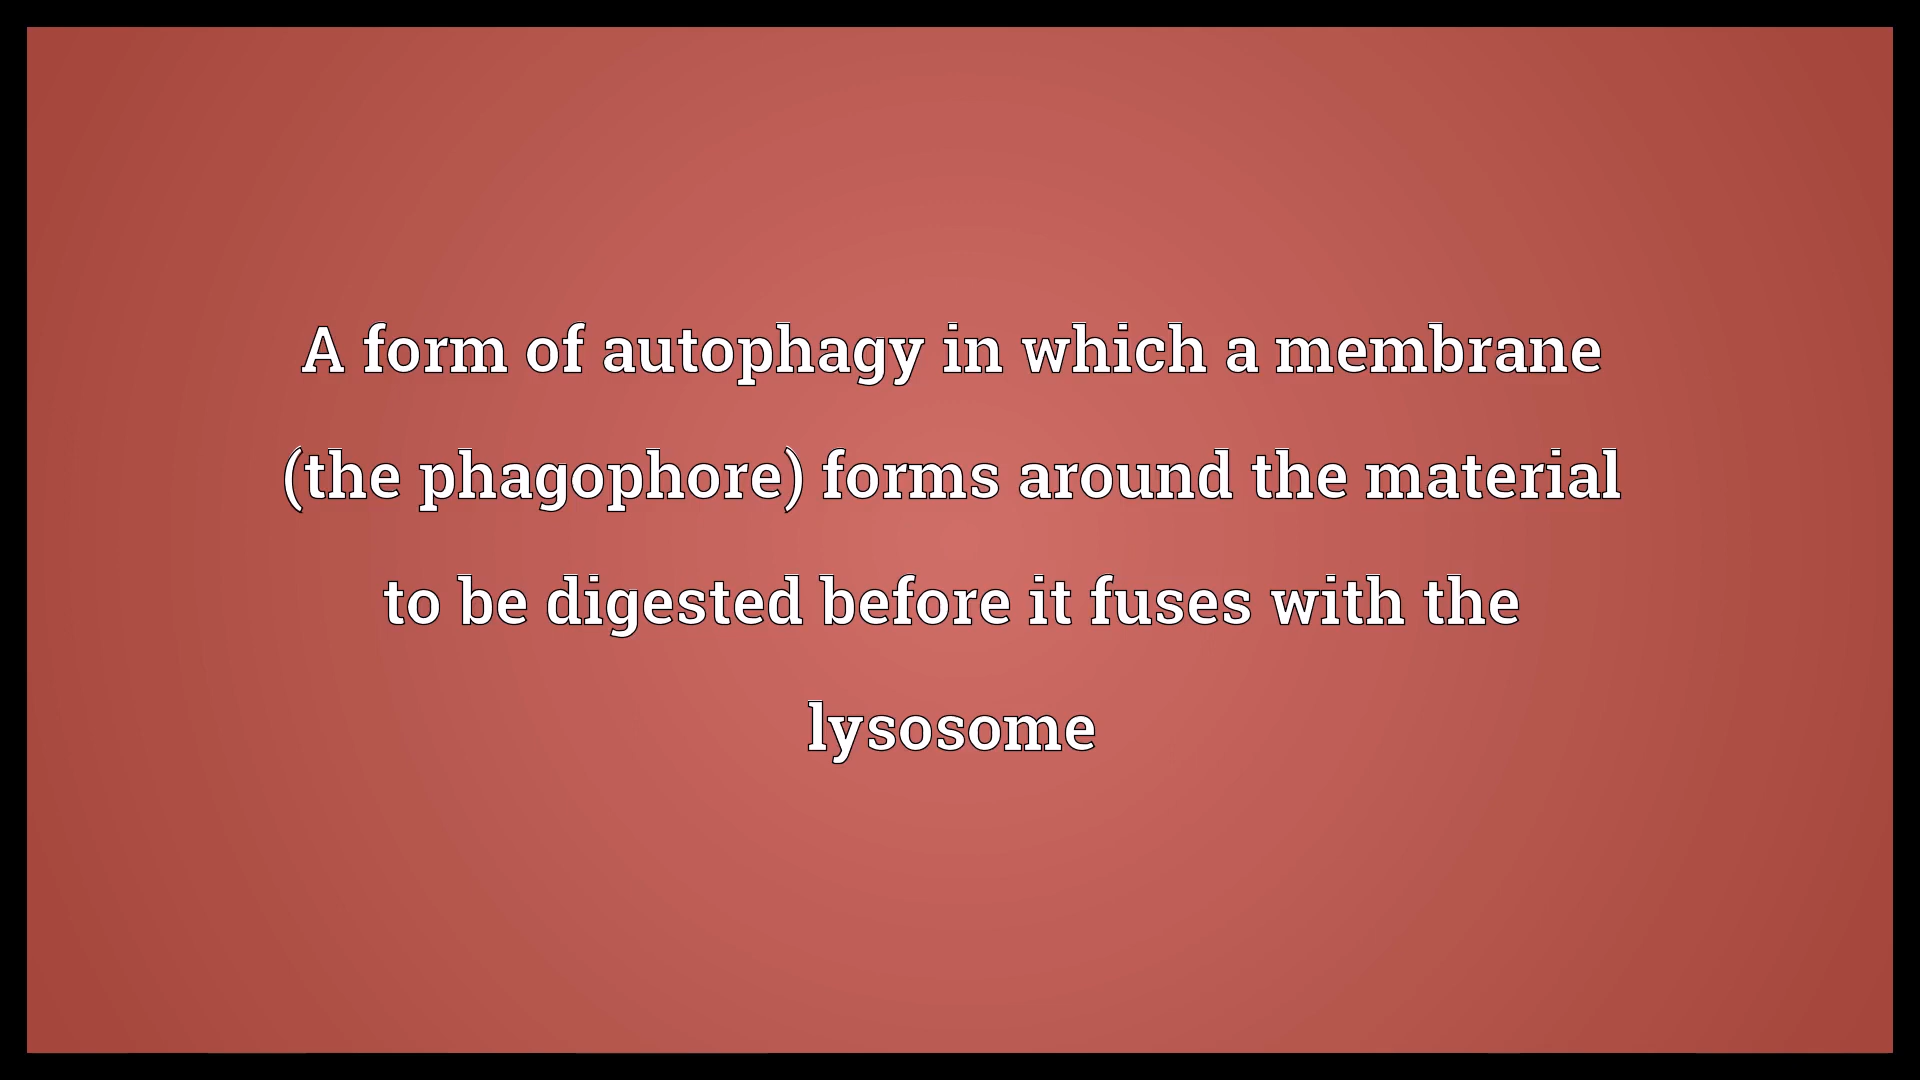 A form of autophagy in which a membrane
(the phagophore) forms around the material
to be digested before it fuses with the
lysosome